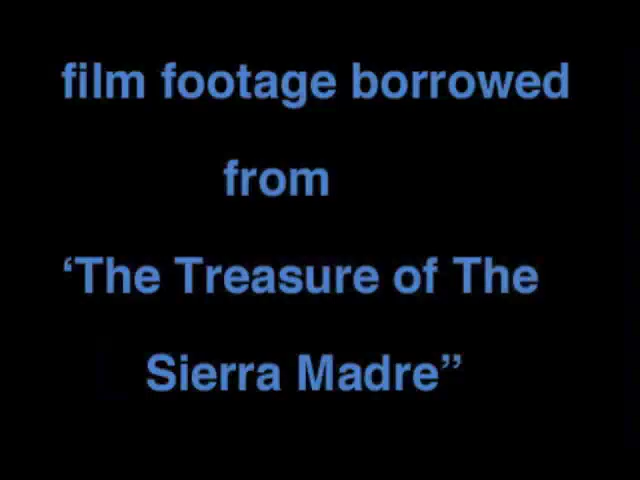 film footage borrowed
from
‘The Treasure of The
Sierra Madre”